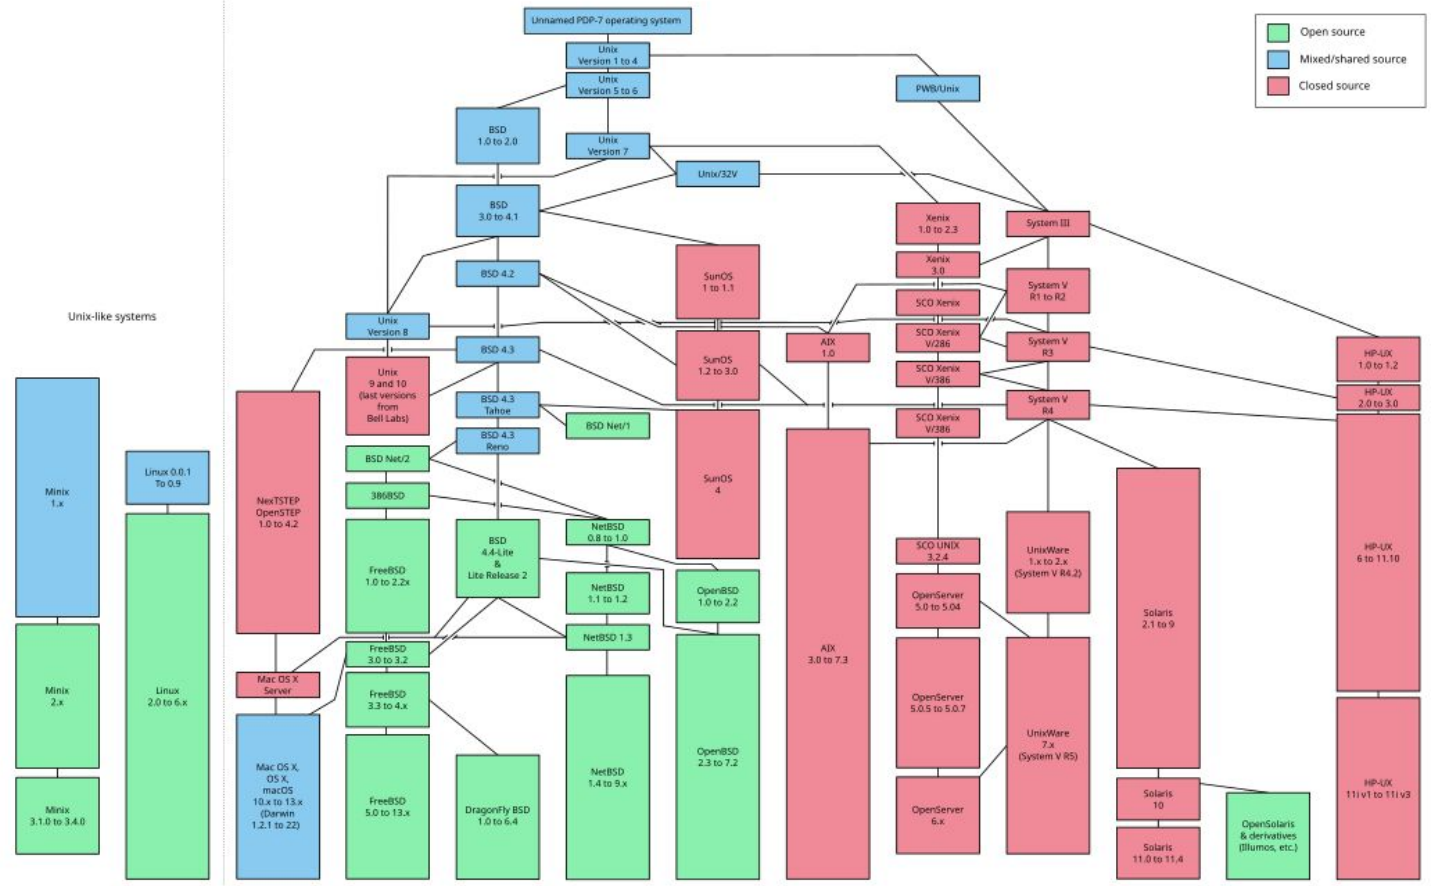 Unnamed PDP-7 operating system
Unix
Version 1 to 4
Unix
Version 5 to 6
PWB/Unix
Open source
Mixed/shared source
Closed source
BSD
1.0 to 2.0
Unix
Version 7
Unix/32V
BSD
3.0 to 4.1
Xenix
1.0 to 2.3
System III
Xenix
3.0
BSD 4.2
SunOS
1 to 1.1
System V
R1 to R2
SCO Xenix
Unix-like systems
Unix
Version 8
SCO Xenix
V/286
AIX
1.0
System V
R3
BSD 4.3
SunOS
1.2 to 3.0
HP-UX
1.0 to 1.2
SCO Xenix
V/386
Unix
9 and 10
(last versions
from
Bell Labs)
HP-UX
2.0 to 3.0
BSD 4.3
Tahoe
System V
R4
BSD Net/1
SCO Xenix
V/386
BSD 4.3
Reno
BSD Net/2
Linux 0.0.1
To 0.9
Minix
1.x
386BSD
NexTSTEP
OpenSTEP
1.0 to 4.2
SunOS
4
NetBSD
0.8 to 1.0
BSD
4.4-Lite
&
Lite Release 2
FreeBSD
1.0 to 2.2x
SCO UNIX
3.2.4
UnixWare
1.x to 2.x
(System V R4.2)
HP-UX
6 to 11.10
NetBSD
1.1 to 1.2
OpenBSD
1.0 to 2.2
OpenServer
5.0 to 5.04
Solaris
2.1 to 9
NetBSD 1.3
FreeBSD
3.0 to 3.2
AIX
3.0 to 7.3
Mac OS X
Server
Minix
2.x
Linux
2.0 to 6.x
FreeBSD
3.3 to 4.x
OpenServer
5.0.5 to 5.0.7
UnixWare
7.x
(System V R5)
OpenBSD
2.3 to 7.2
NetBSD
1.4 to 9.x
Mac OS X,
OS X,
macOS
10.x to 13.x
(Darwin
1.2.1 to 22)
FreeBSD
5.0 to 13.x
DragonFly BSD
1.0 to 6.4
Minix
3.1.0 to 3.4.0
OpenServer
6.x
Solaris
10
OpenSolaris
& derivatives
(Illumos, etc.)
HP-UX
11i v1 to 11i v3
Solaris
11.0 to 11.4